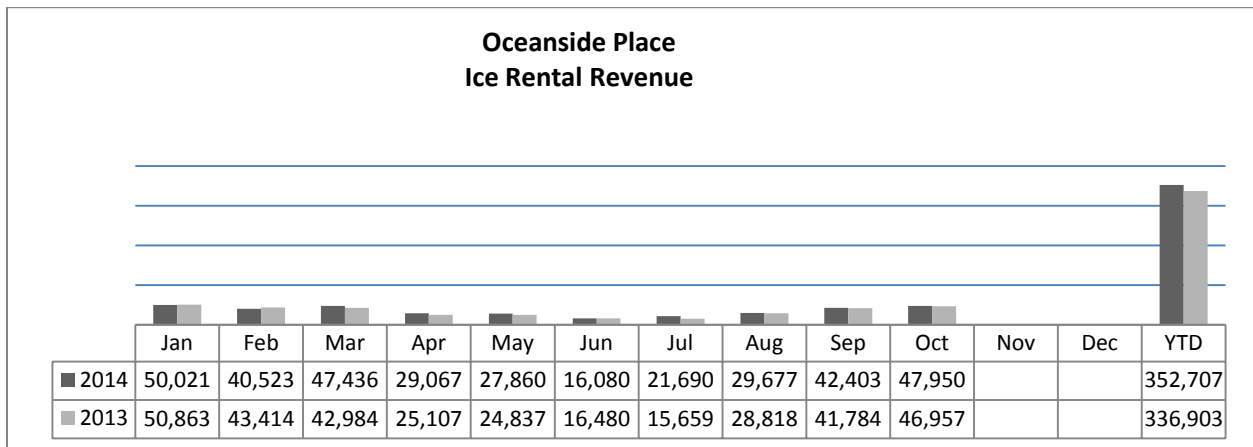 Oceanside Place
Ice Rental Revenue
Jan Feb Mar Apr May Jun Jul Aug Sep Oct Nov Dec YTD
2014 50,021 40,523 47,436 29,067 27,860 16,080 21,690 29,677 42,403 47,950 352,707
2013 50,863 43,414 42,984 25,107 24,837 16,480 15,659 28,818 41,784 46,957 336,903